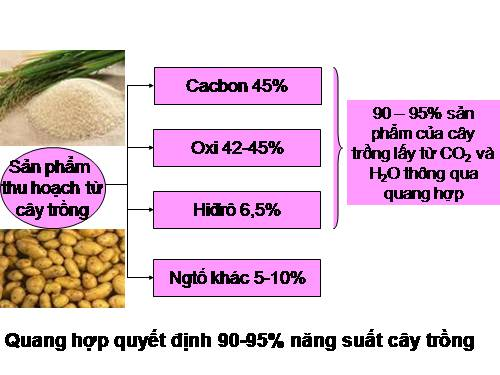 Sản phẩm
thu hoạch từ
cây trồng
Cacbon 45%
Oxi 42-45%
Hiđrô 6,5%
Ngtố khác 5-10%
90 – 95% sản
phẩm của cây
trồng lấy từ CO₂ và
H₂O thông qua
quang hợp
Quang hợp quyết định 90-95% năng suất cây trồng